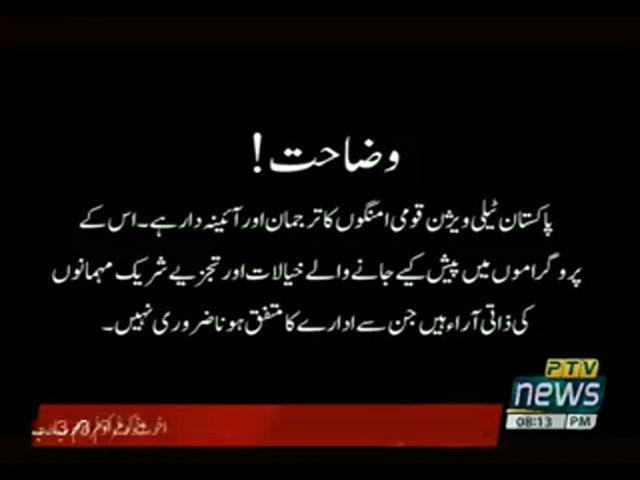 وضاحت!
پاکستان ٹیلی ویژن قومی امنگوں کا ترجمان اور آئینہ دار ہے۔ اس کے
پروگراموں میں پیش کیے جانے والے خیالات اور تجزیے شریک مہمانوں
کی ذاتی آراء ہیں جن سے ادارے کا متفق ہونا ضروری نہیں۔
PTV
news
08:13 PM